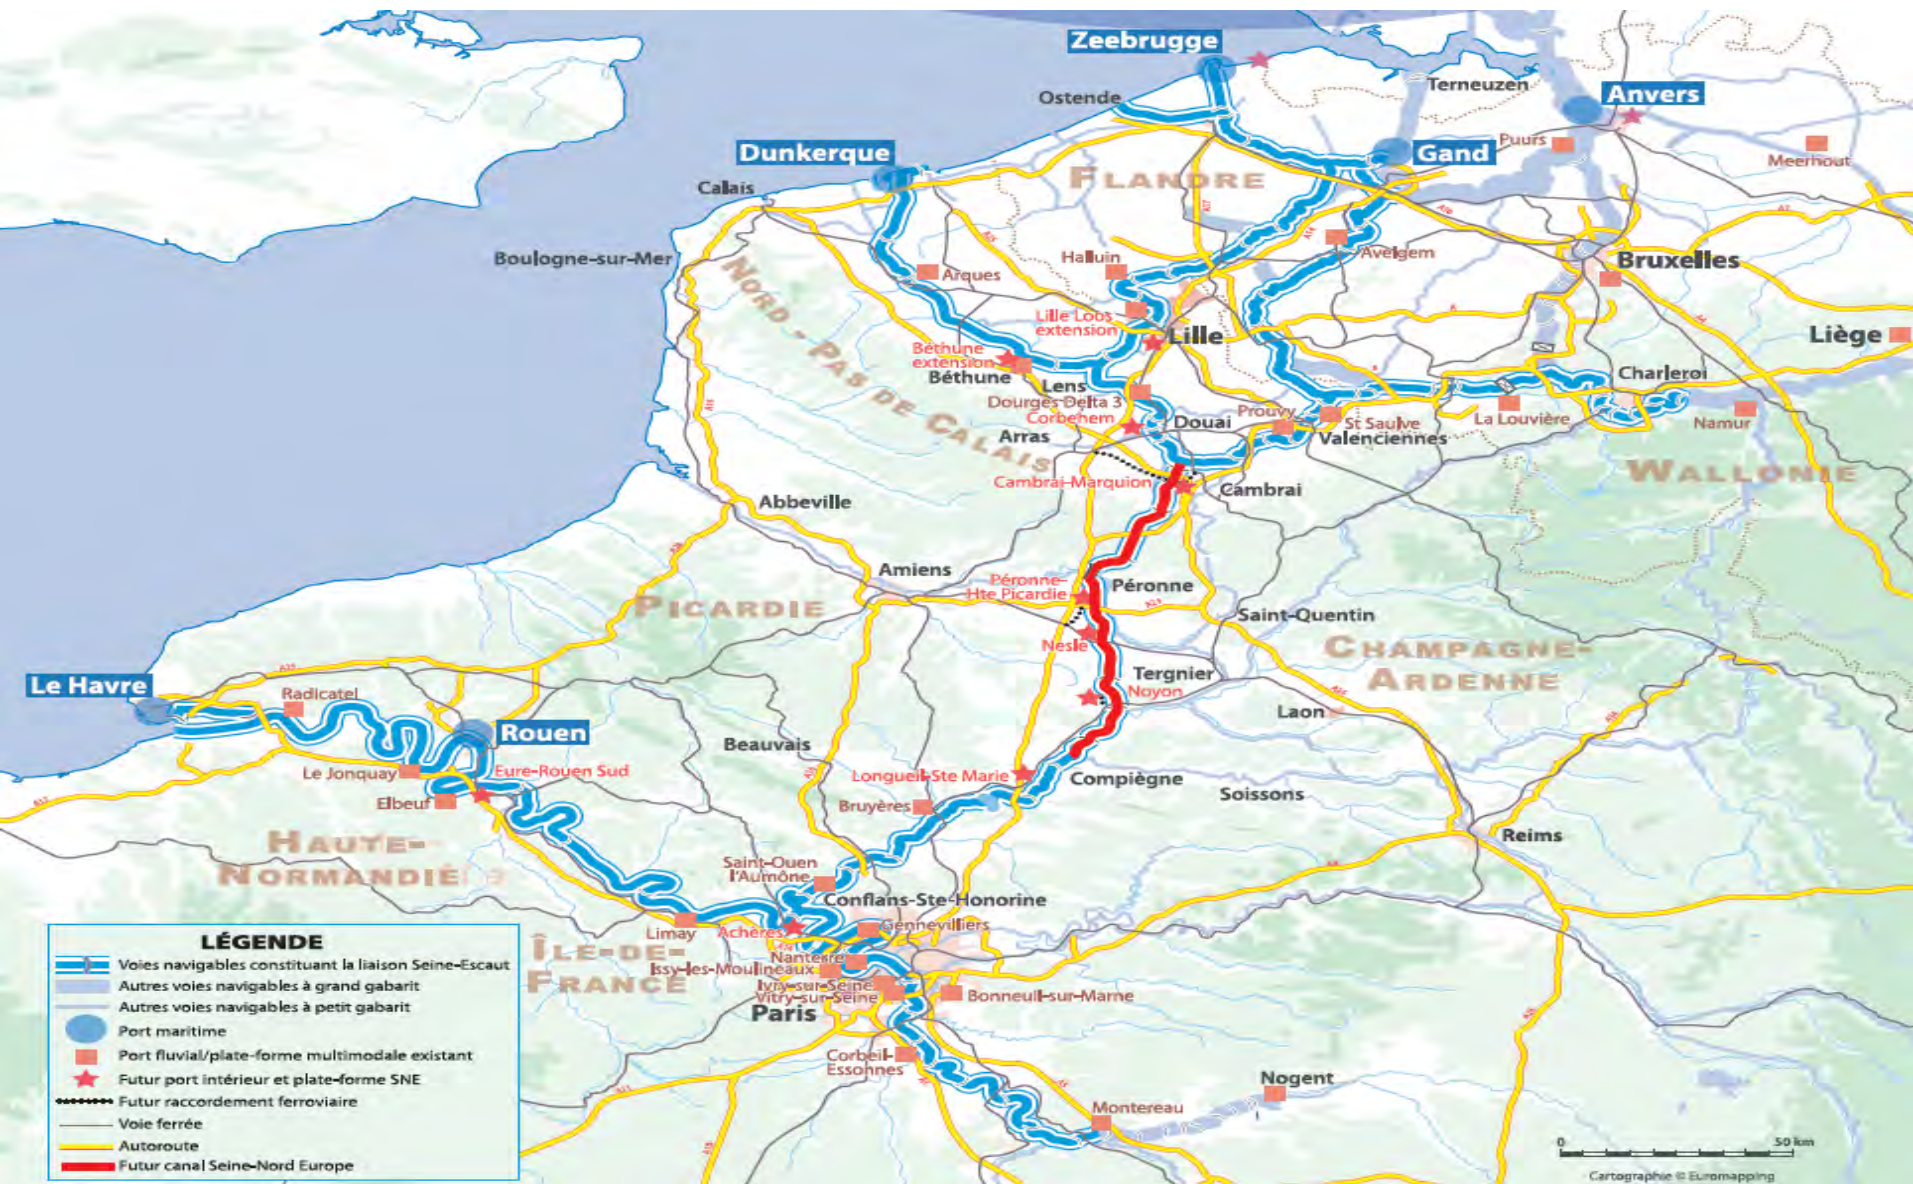 Zeebrugge
Ostende
Terneuzen
Anvers
Dunkerque
Gand
Puurs
Meerhout
Calais
FLANDRE
Boulogne-sur-Mer
Halluin
Avelgem
Bruxelles
Arques
NORD - PAS DE CALAIS
Lille Loos
extension
Lille
Liège
Béthune
extension
Béthune
Lens
Charleroi
Dourges Delta 3
Corbehem
Douai
Prouvy
St Saulve
La Louvière
Namur
Arras
Valenciennes
WALLONIE
Cambrai-Marquion
Cambrai
Abbeville
Amiens
Péronne-
Hte Picardie
Péronne
PICARDIE
Saint-Quentin
Nesle
CHAMPAGNE-
ARDENNE
Tergnier
Noyon
Le Havre
Radicatel
Laon
Rouen
Beauvais
Le Jonquay
Eure-Rouen Sud
Longueil-Ste Marie
Compiègne
Elbeuf
Bruyères
Soissons
HAUTE-
NORMANDIE
Reims
Saint-Ouen
l'Aumône
Conflans-Ste-Honorine
Limay
Achères
Gennevilliers
ÎLE-DE-
FRANCE
Nanterre
Issy-les-Moulineaux
Ivry-sur-Seine
Vitry-sur-Seine
Bonneuil-sur-Marne
Paris
Corbeil-
Essonnes
Nogent
Montereau
LÉGENDE
Voies navigables constituant la liaison Seine-Escaut
Autres voies navigables à grand gabarit
Autres voies navigables à petit gabarit
Port maritime
Port fluvial/plate-forme multimodale existant
Futur port intérieur et plate-forme SNE
Futur raccordement ferroviaire
Voie ferrée
Autoroute
Futur canal Seine-Nord Europe
0 50 km
Cartographie © Euromapping